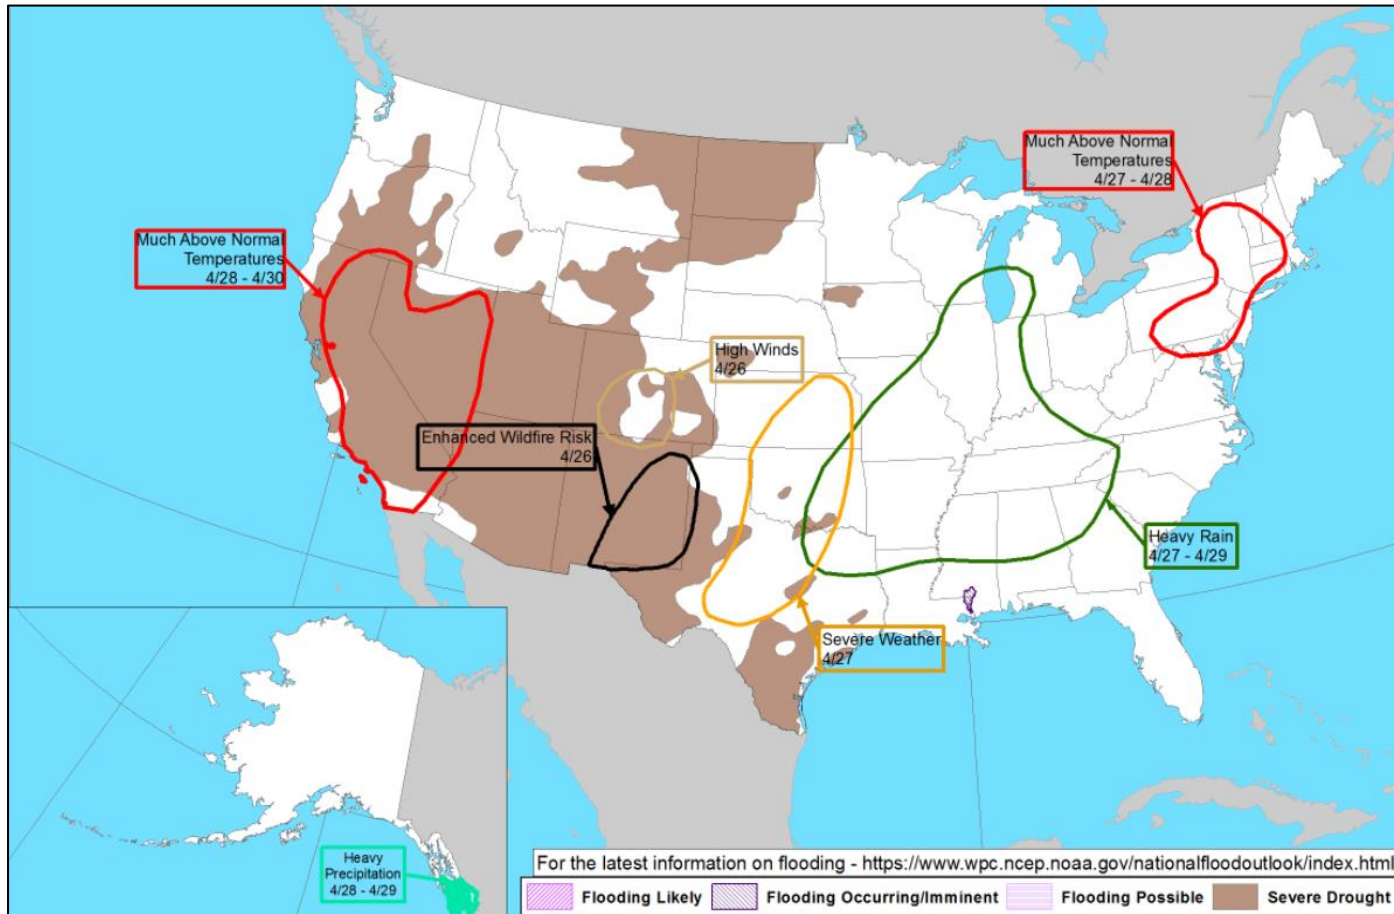 Much Above Normal
Temperatures
4/27 - 4/28
Much Above Normal
Temperatures
4/28 - 4/30
High Winds
4/26
Enhanced Wildfire Risk
4/26
Heavy Rain
4/27 - 4/29
Severe Weather
4/27
Heavy
Precipitation
4/28 - 4/29
For the latest information on flooding - https://www.wpc.ncep.noaa.gov/nationalfloodoutlook/index.html
Flooding Likely
Flooding Occurring/Imminent
Flooding Possible
Severe Drought